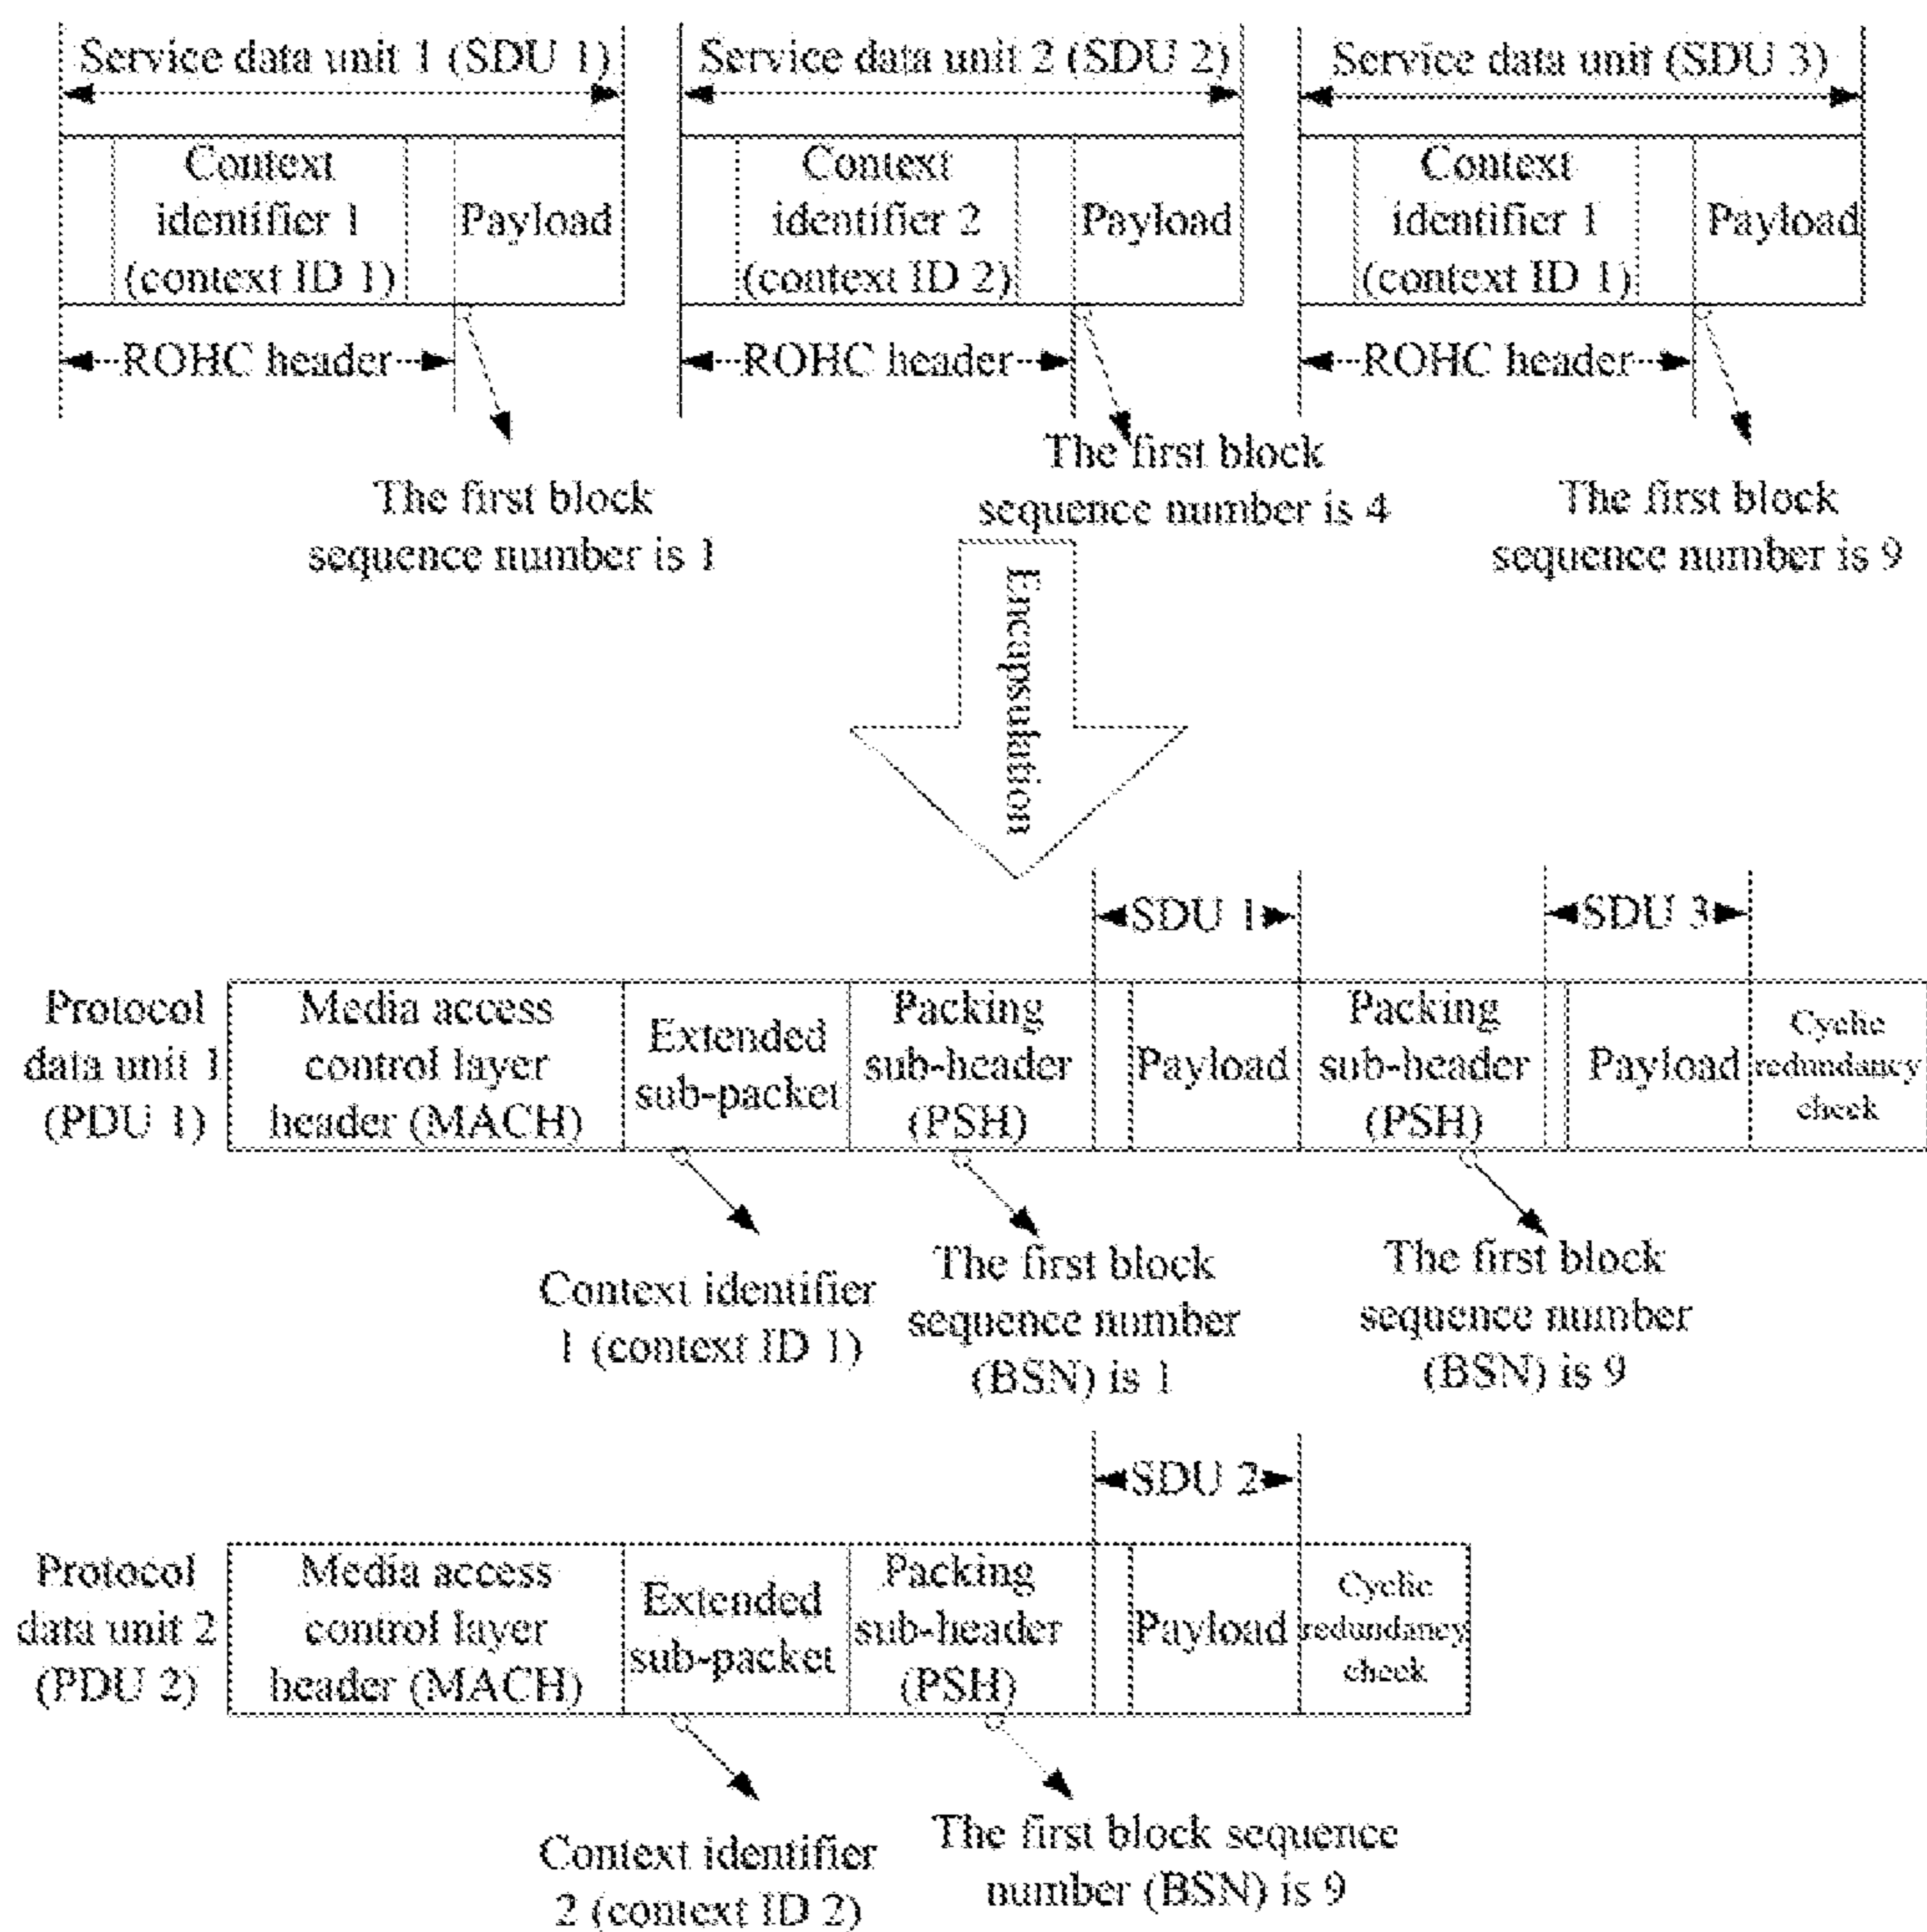 Service data unit 1 (SDU 1)
Service data unit 2 (SDU 2)
Service data unit (SDU 3)
Context
identifier 1
(context ID 1)
Payload
Context
identifier 2
(context ID 2)
Payload
Context
identifier 1
(context ID 1)
Payload
ROHC header
ROHC header
ROHC header
The first block
sequence number is 1
The first block
sequence number is 4
The first block
sequence number is 9
Encapsulation
SDU 1
SDU 3
Protocol
data unit 1
(PDU 1)
Media access
control layer
header (MACH)
Extended
sub-packet
Packing
sub-header
(PSH)
Payload
Packing
sub-header
(PSH)
Payload
Cyclic
redundancy
check
Context identifier
1 (context ID 1)
The first block
sequence number
(BSN) is 1
The first block
sequence number
(BSN) is 9
SDU 2
Protocol
data unit 2
(PDU 2)
Media access
control layer
header (MACH)
Extended
sub-packet
Packing
sub-header
(PSH)
Payload
Cyclic
redundancy
check
Context identifier
2 (context ID 2)
The first block sequence
number (BSN) is 9